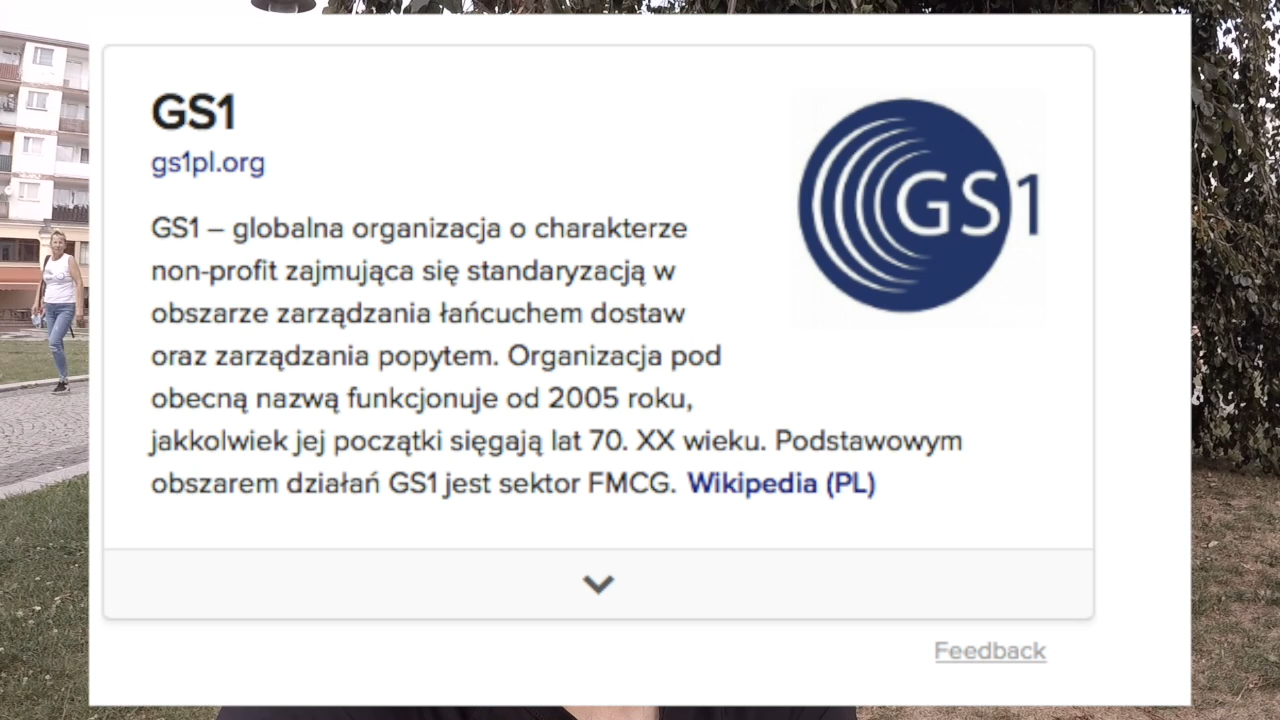 GS1
gs1pl.org
GS1
GS1 – globalna organizacja o charakterze
non-profit zajmująca się standaryzacją w
obszarze zarządzania łańcuchem dostaw
oraz zarządzania popytem. Organizacja pod
obecną nazwą funkcjonuje od 2005 roku,
jakkolwiek jej początki sięgają lat 70. XX wieku. Podstawowym
obszarem działań GS1 jest sektor FMCG. Wikipedia (PL)
Feedback